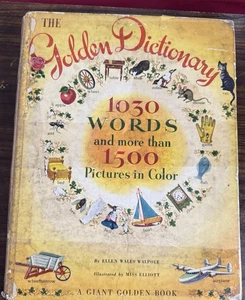 THE
Golden Dictionary
1030
WORDS
and more than
1500
Pictures in Color
By ELLEN WALES WALPOLE
Illustrated by MISS ELLIOTT
A GIANT GOLDEN BOOK